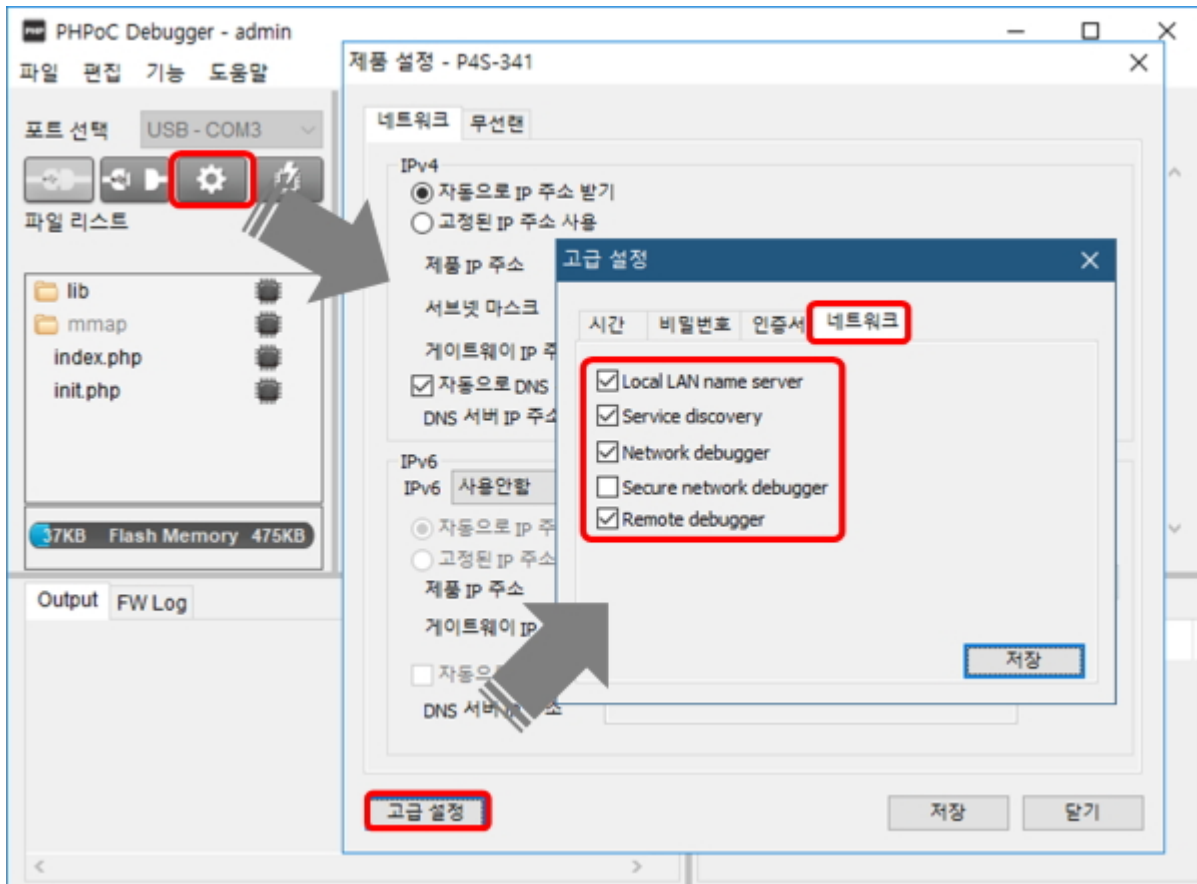 PHPoC Debugger - admin
파일 편집 기능 도움말
포트 선택 USB - COM3
파일 리스트
lib
mmap
index.php
init.php
37KB Flash Memory 475KB
Output FW Log
제품 설정 - P4S-341
네트워크 무선랜
IPv4
자동으로 IP 주소 받기
고정된 IP 주소 사용
제품 IP 주소
서브넷 마스크
게이트웨이 IP
자동으로 DNS
DNS 서버 IP 주소
IPv6
IPv6 사용안함
자동으로 IP
고정된 IP 주소
제품 IP 주소
게이트웨이 IP
DNS 서버
고급 설정 저장 닫기
고급 설정
시간 비밀번호 인증서 네트워크
Local LAN name server
Service discovery
Network debugger
Secure network debugger
Remote debugger
저장